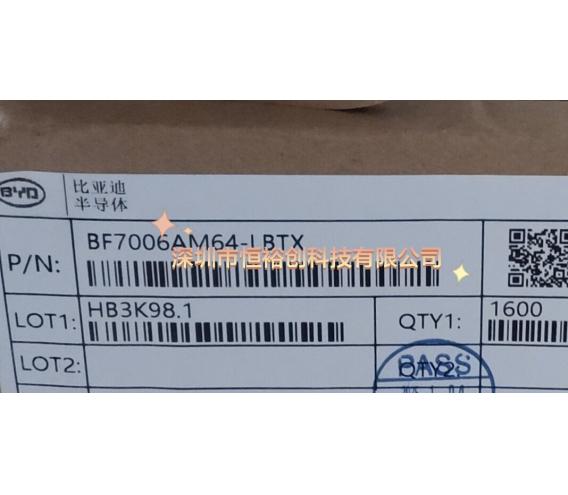 BYD
比亚迪
半导体
P/N:
BF7006AM64-LBTX
深圳市恒裕创科技有限公司
LOT1:
HB3K98.1
QTY1:
1600
LOT2:
QTY2:
PASS